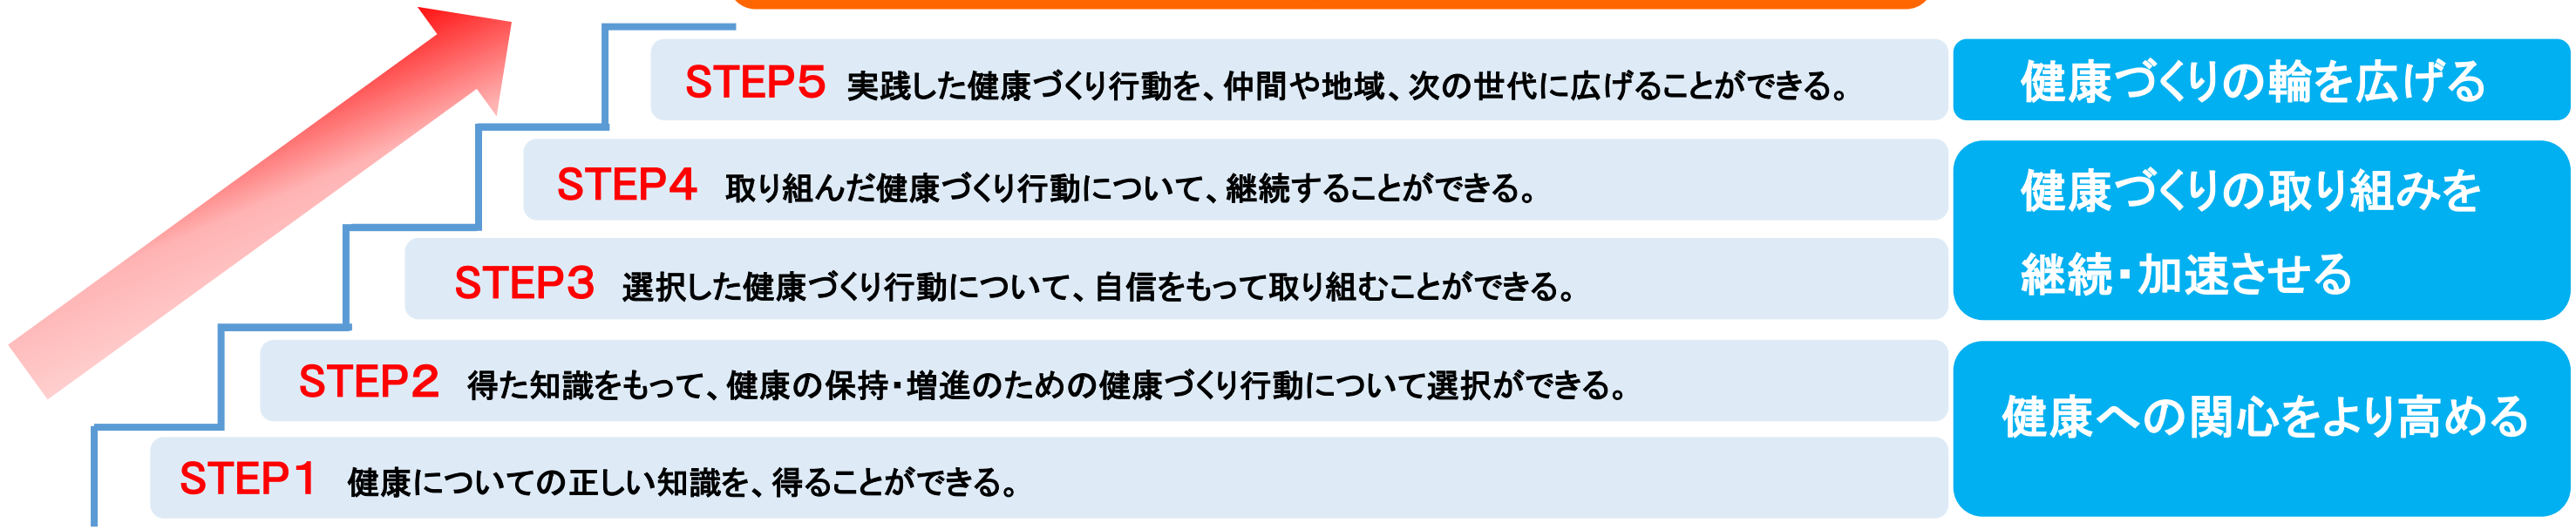 STEP5 実践した健康づくり行動を、仲間や地域、次の世代に広げることができる。
健康づくりの輪を広げる
STEP4 取り組んだ健康づくり行動について、継続することができる。
STEP3 選択した健康づくり行動について、自信をもって取り組むことができる。
健康づくりの取り組みを
継続・加速させる
STEP2 得た知識をもって、健康の保持・増進のための健康づくり行動について選択ができる。
STEP1 健康についての正しい知識を、得ることができる。
健康への関心をより高める